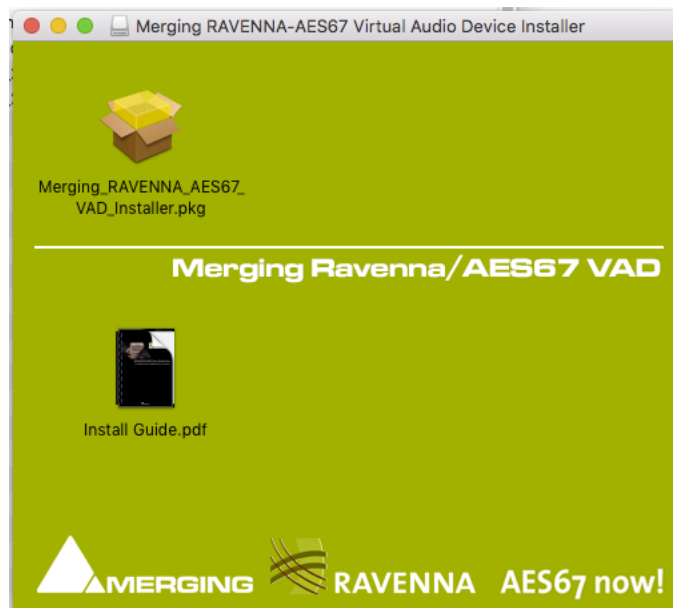 Merging RAVENNA-AES67 Virtual Audio Device Installer
Merging_RAVENNA_AES67_
VAD_Installer.pkg
Merging Ravenna/AES67 VAD
Install Guide.pdf
MERGING RAVENNA AES67 now!